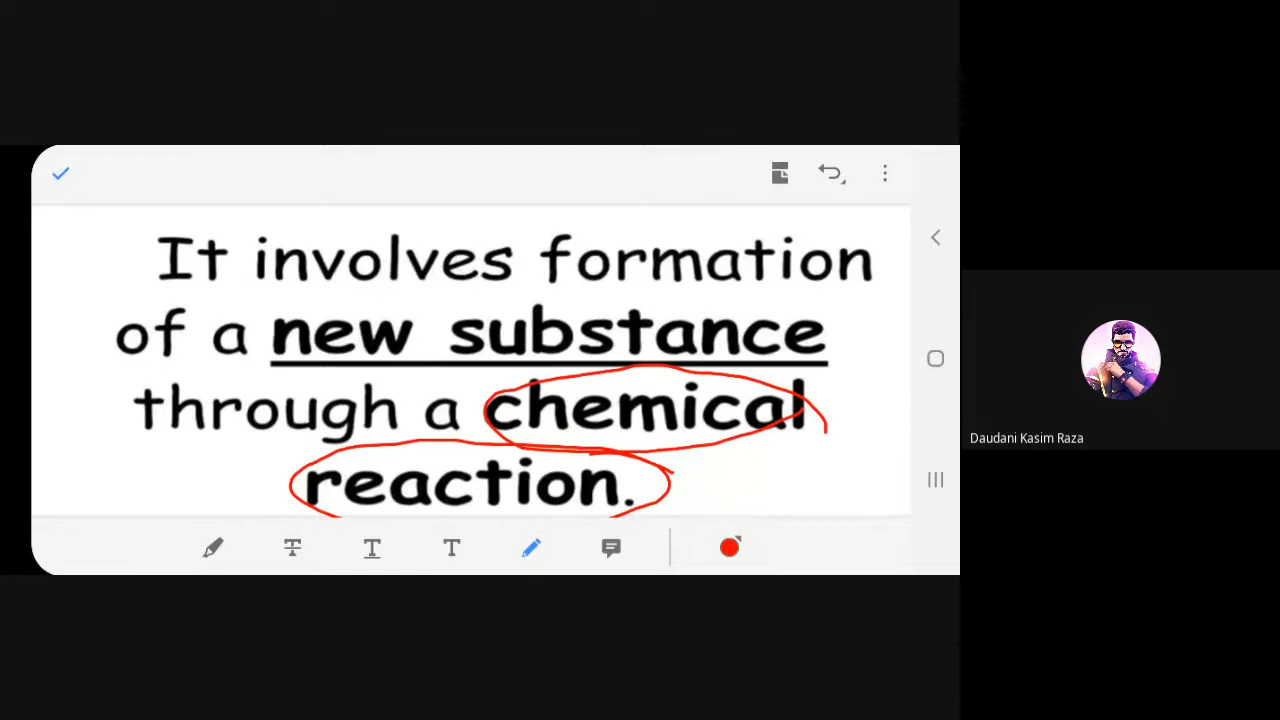 It involves formation
of a new substance
through a chemical
reaction.
Daudani Kasim Raza